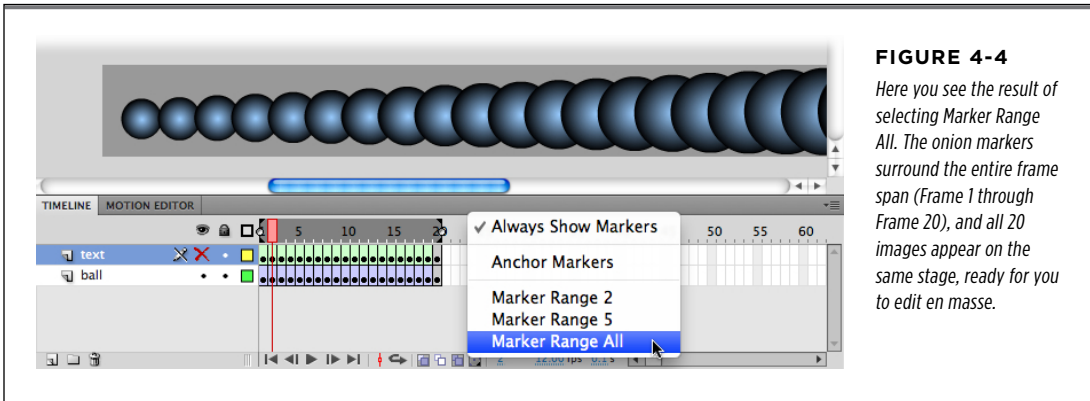 FIGURE 4-4
Here you see the result of
selecting Marker Range
All. The onion markers
surround the entire frame
span (Frame 1 through
Frame 20), and all 20
images appear on the
same stage, ready for you
to edit en masse.
TIMELINE MOTION EDITOR
5 10 15 20 50 55 60
text
ball
✓ Always Show Markers
Anchor Markers
Marker Range 2
Marker Range 5
Marker Range All
2 12.00 fps 0.1 s